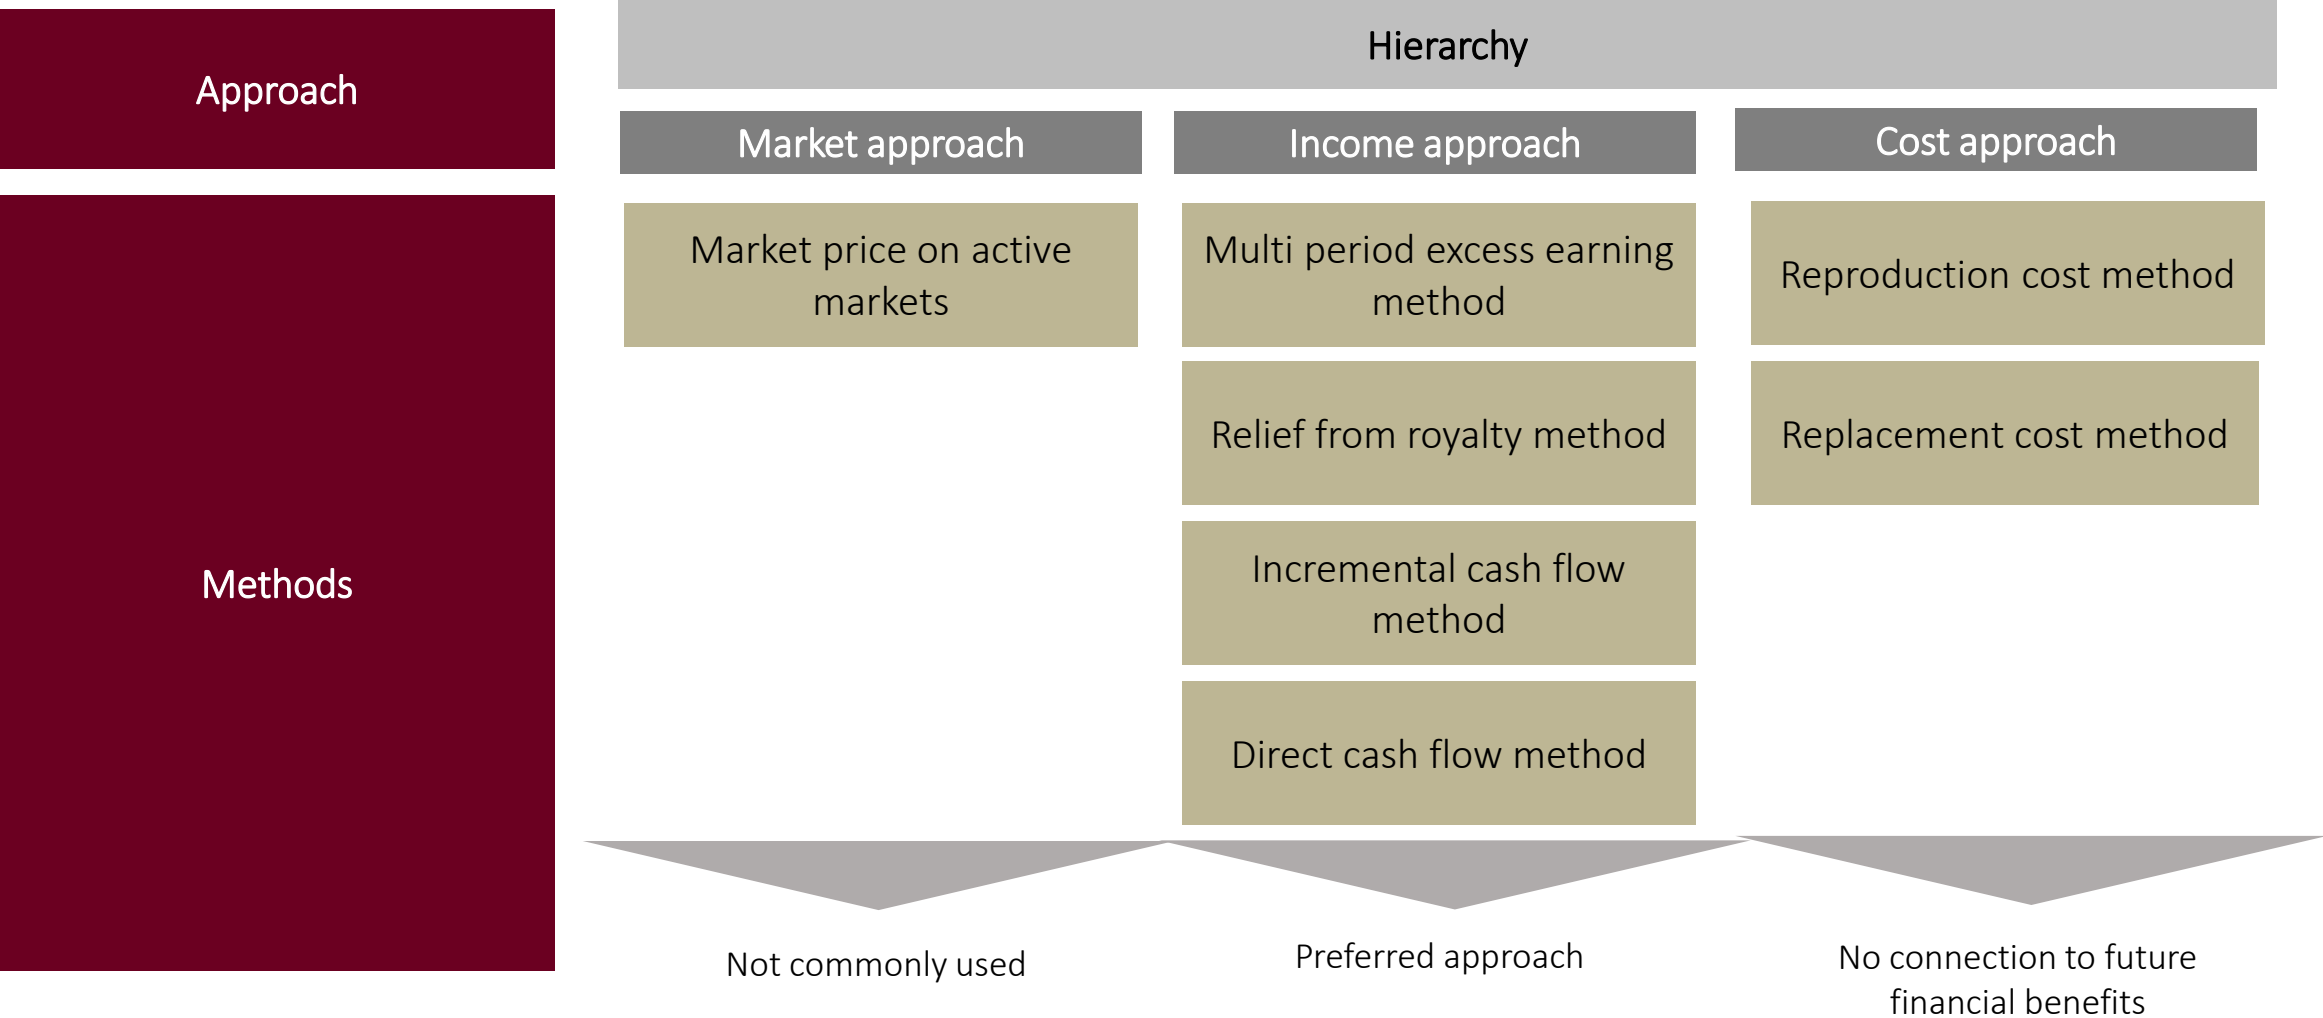 Approach
Hierarchy
Market approach
Income approach
Cost approach
Methods
Market price on active
markets
Multi period excess earning
method
Relief from royalty method
Incremental cash flow
method
Direct cash flow method
Reproduction cost method
Replacement cost method
Not commonly used
Preferred approach
No connection to future
financial benefits